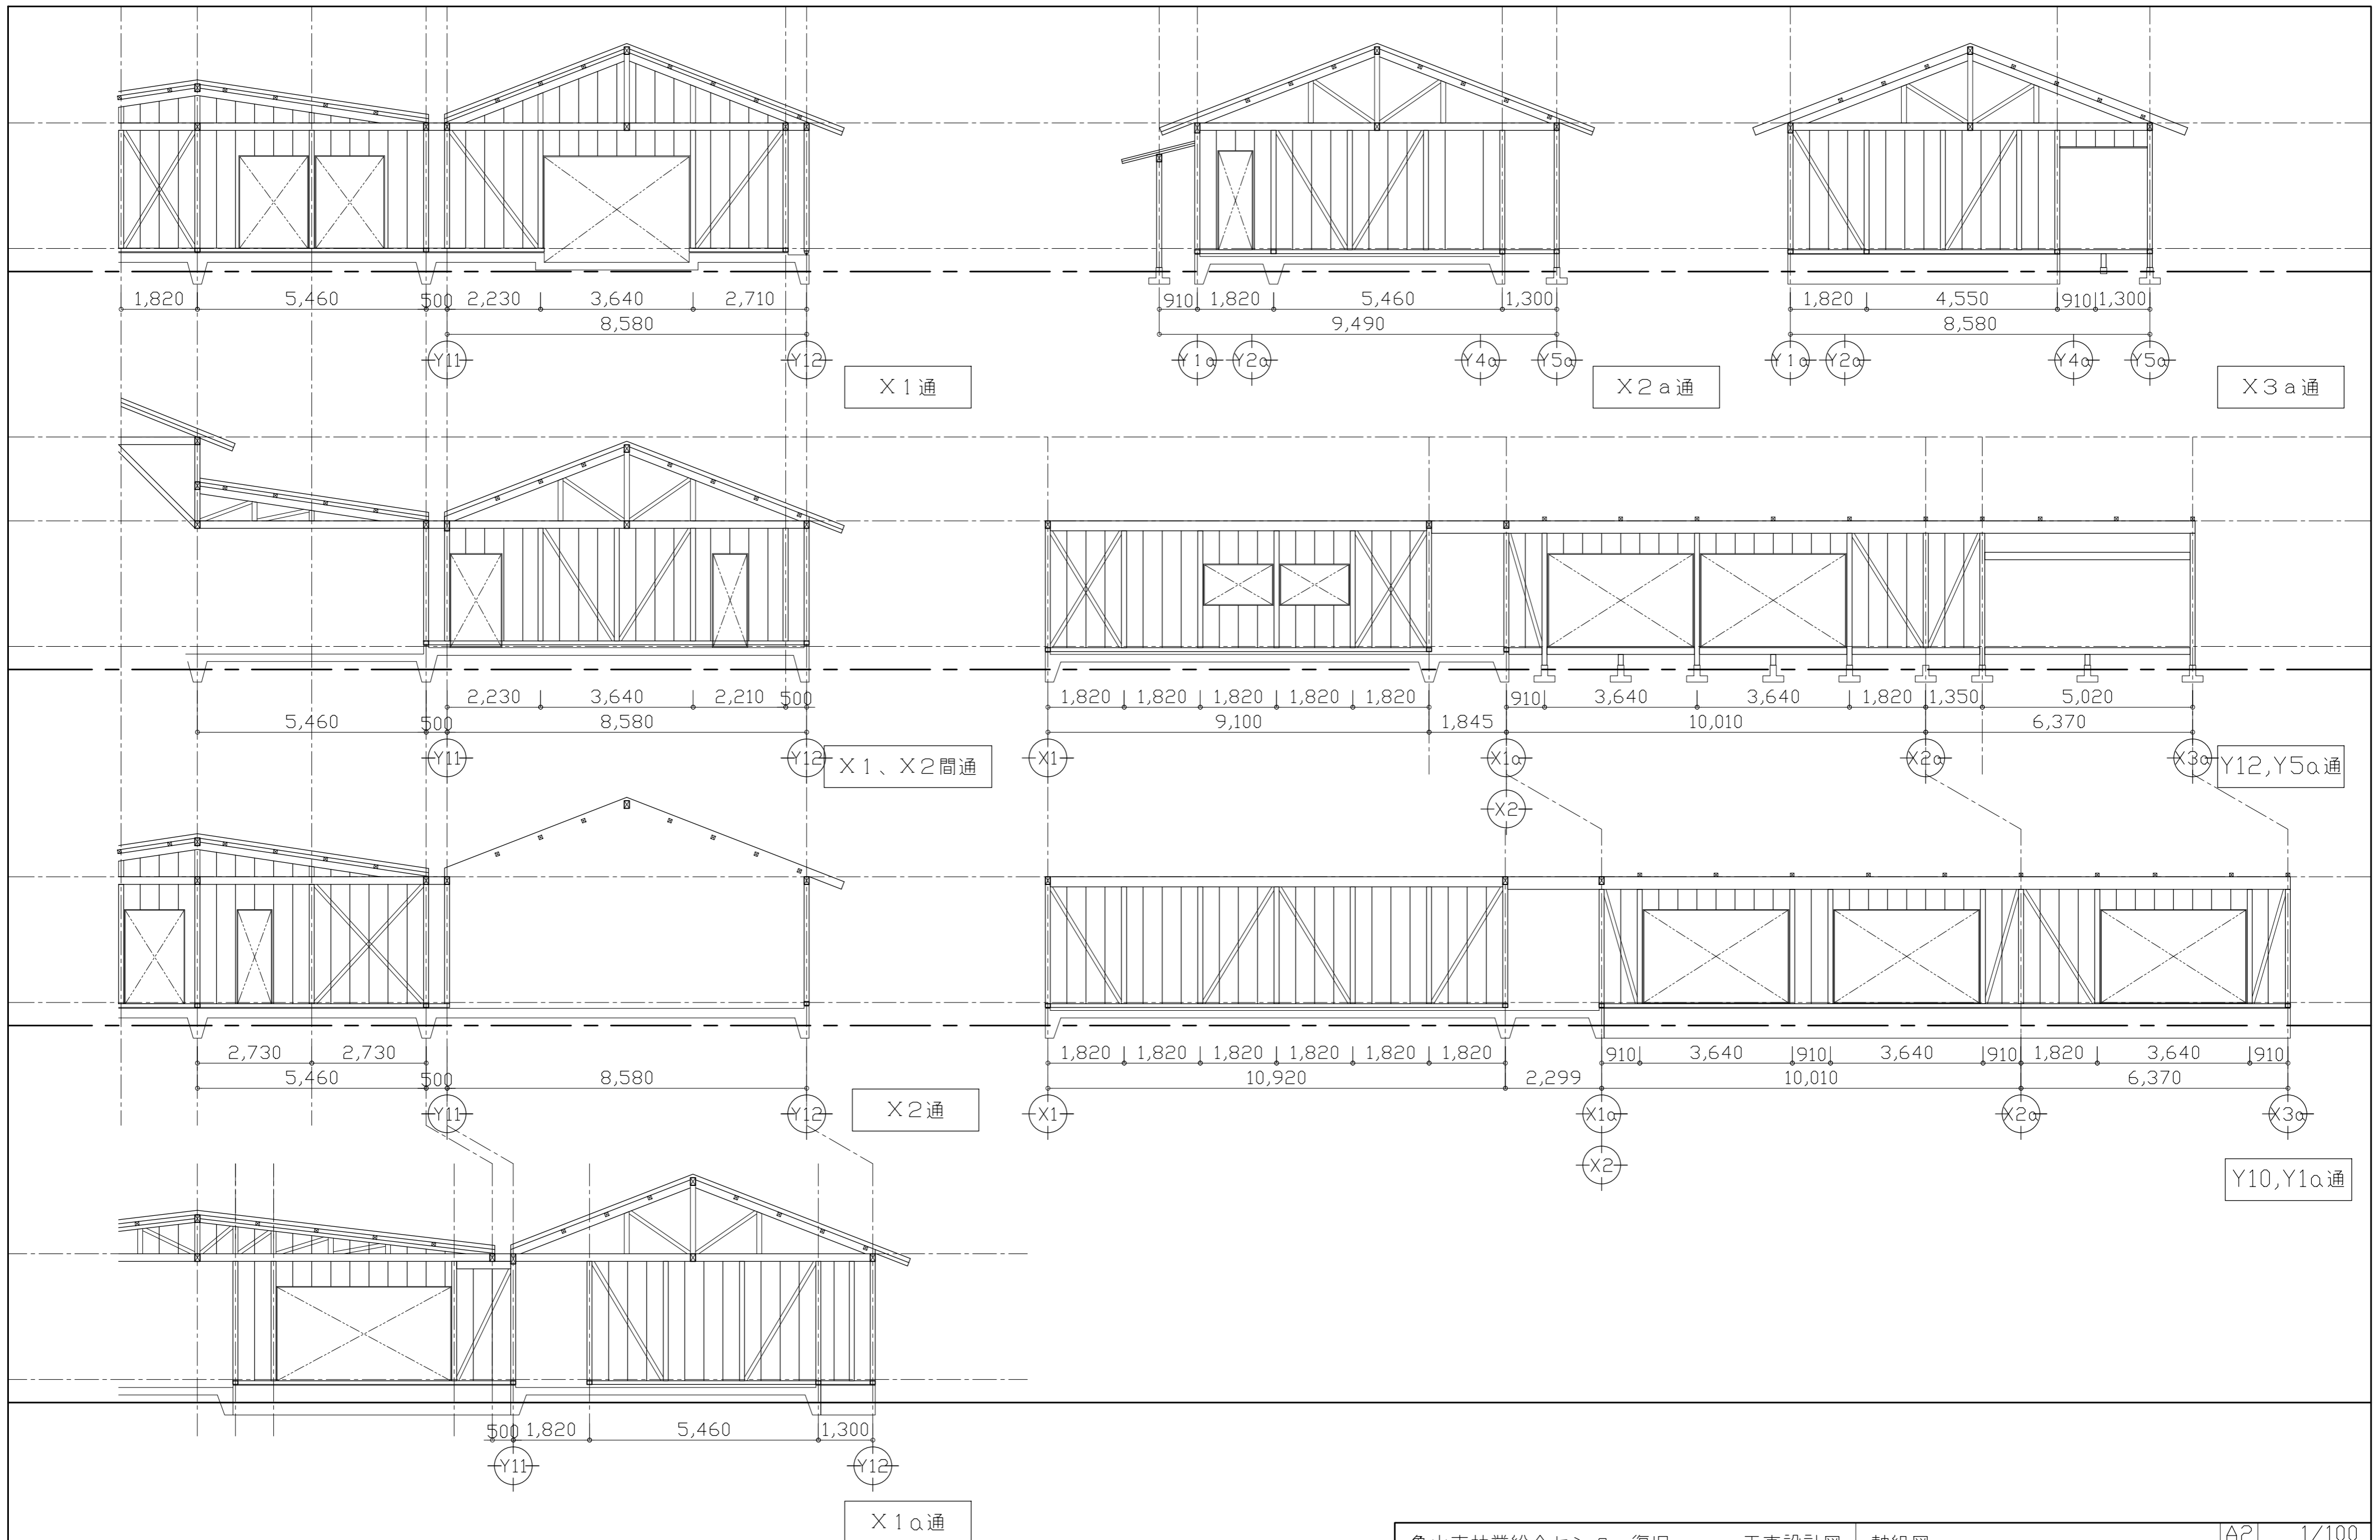 1,820 5,460 500 2,230 3,640 2,710
8,580
Y11 Y12
X1通
910 1,820 5,460 1,300
9,490
Y1a Y2a Y4a Y5a
X2a通
1,820 4,550 910 1,300
8,580
Y1a Y2a Y4a Y5a
X3a通
2,230 3,640 2,210 500
5,460 500 8,580
Y11 Y12
X1、X2間通
1,820 1,820 1,820 1,820 1,820 910 3,640 3,640 1,820 1,350 5,020
9,100 1,845 10,010 6,370
X1 X1a X2a X3a
X2
Y12,Y5a通
2,730 2,730
5,460 500 8,580
Y11 Y12
X2通
1,820 1,820 1,820 1,820 1,820 1,820 910 3,640 910 3,640 910 1,820 3,640 910
10,920 2,299 10,010 6,370
X1 X1a X2a X3a
X2
Y10,Y1a通
500 1,820 5,460 1,300
Y11 Y12
X1a通
A2 1/100